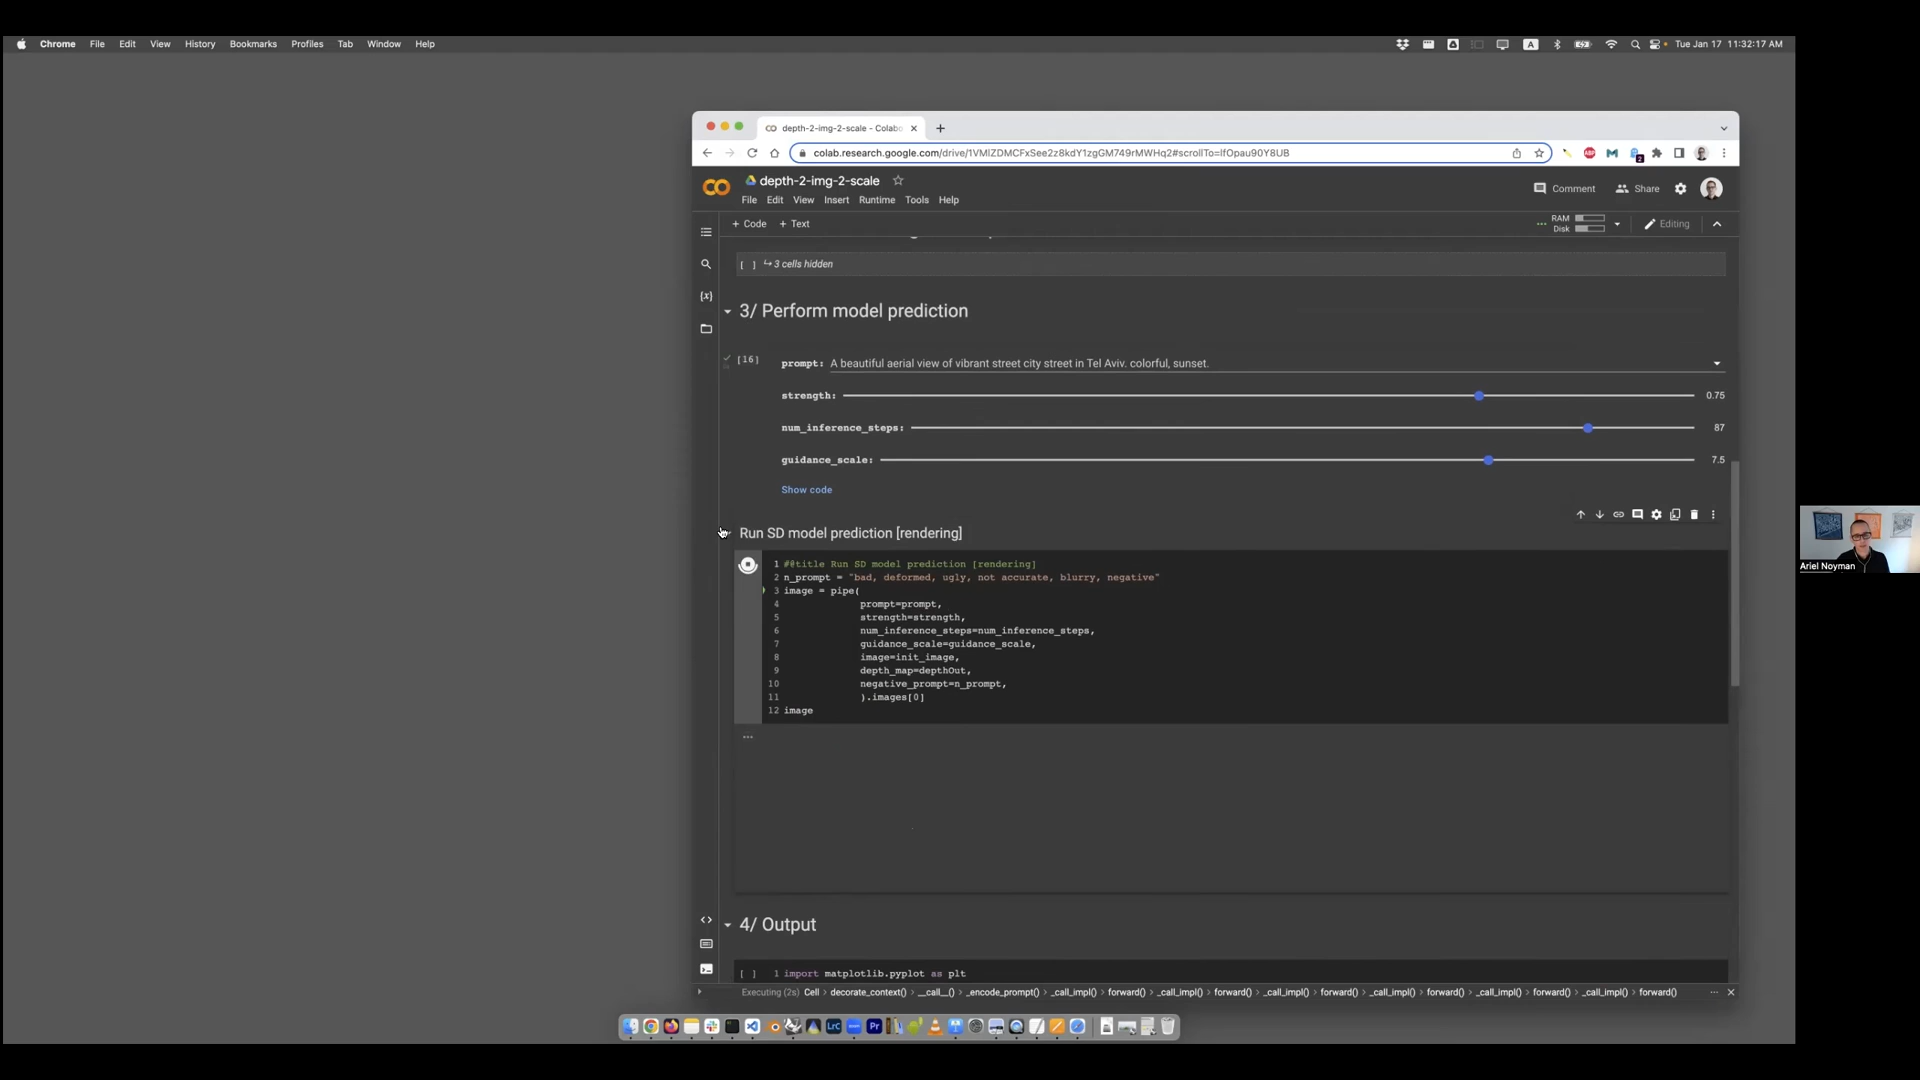 Chrome File Edit View History Bookmarks Profiles Tab Window Help
A
Tue Jan 17 11:32:17 AM
depth-2-img-2-scale - Colabo
colab.research.google.com/drive/1VMlZDMCFxSee2z8kdY1zgGM749rMWHq2#scrollTo=lfOpau90Y8UB
depth-2-img-2-scale
Comment Share
File Edit View Insert Runtime Tools Help
+ Code + Text
RAM
Disk
Editing
[ ] 3 cells hidden
3/ Perform model prediction
[16]
prompt: A beautiful aerial view of vibrant street city street in Tel Aviv. colorful, sunset.
strength: 0.75
num_inference_steps: 87
guidance_scale: 7.5
Show code
Run SD model prediction [rendering]
1 #@title Run SD model prediction [rendering]
2 n_prompt = "bad, deformed, ugly, not accurate, blurry, negative"
3 image = pipe(
4 prompt=prompt,
5 strength=strength,
6 num_inference_steps=num_inference_steps,
7 guidance_scale=guidance_scale,
8 image=init_image,
9 depth_map=depthOut,
10 negative_prompt=n_prompt,
11 ).images[0]
12 image
...
Ariel Noyman
4/ Output
[ ] 1 import matplotlib.pyplot as plt
Executing (2s) Cell > decorate_context() > __call__() > _encode_prompt() > _call_impl() > forward() > _call_impl() > forward() > _call_impl() > forward() > _call_impl() > forward() > _call_impl() > forward() > _call_impl() > forward() ...
LrC Pr